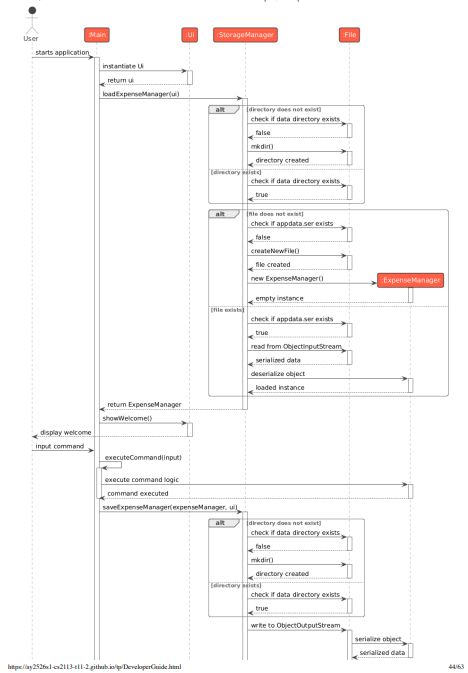 User
:Main
:Ui
:StorageManager
:File
starts application
instantiate Ui
return ui
loadExpenseManager(ui)
alt
[directory does not exist]
check if data directory exists
false
mkdir()
directory created
[directory exists]
check if data directory exists
true
alt
[file does not exist]
check if appdata.ser exists
false
createNewFile()
file created
new ExpenseManager()
:ExpenseManager
empty instance
[file exists]
check if appdata.ser exists
true
read from ObjectInputStream
serialized data
deserialize object
loaded instance
return ExpenseManager
showWelcome()
display welcome
input command
executeCommand(input)
execute command logic
command executed
saveExpenseManager(expenseManager, ui)
alt
[directory does not exist]
check if data directory exists
false
mkdir()
directory created
[directory exists]
check if data directory exists
true
write to ObjectOutputStream
serialize object
serialized data
https://ay2526s1-cs2113-t11-2.github.io/tp/DeveloperGuide.html
44/63